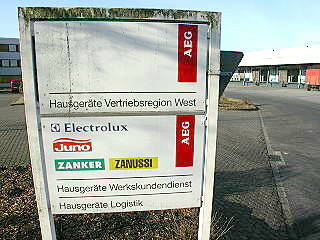 AEG
Hausgeräte Vertriebsregion West
Electrolux
AEG
Juno
ZANKER ZANUSSI
Hausgeräte Werkskundendienst
Hausgeräte Logistik